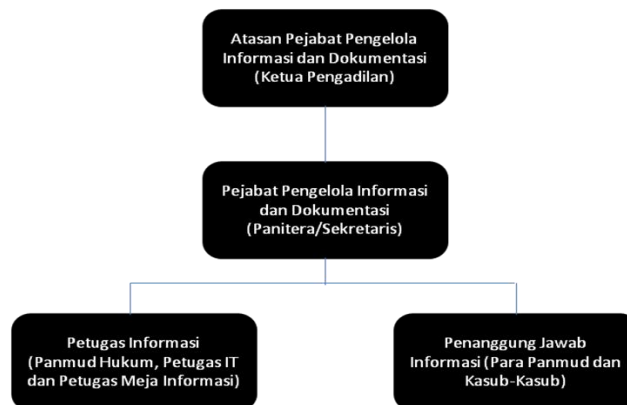 Atasan Pejabat Pengelola
Informasi dan Dokumentasi
(Ketua Pengadilan)
Pejabat Pengelola Informasi
dan Dokumentasi
(Panitera/Sekretaris)
Petugas Informasi
(Panmud Hukum, Petugas IT
dan Petugas Meja Informasi)
Penanggung Jawab
Informasi (Para Panmud dan
Kasub-Kasub)